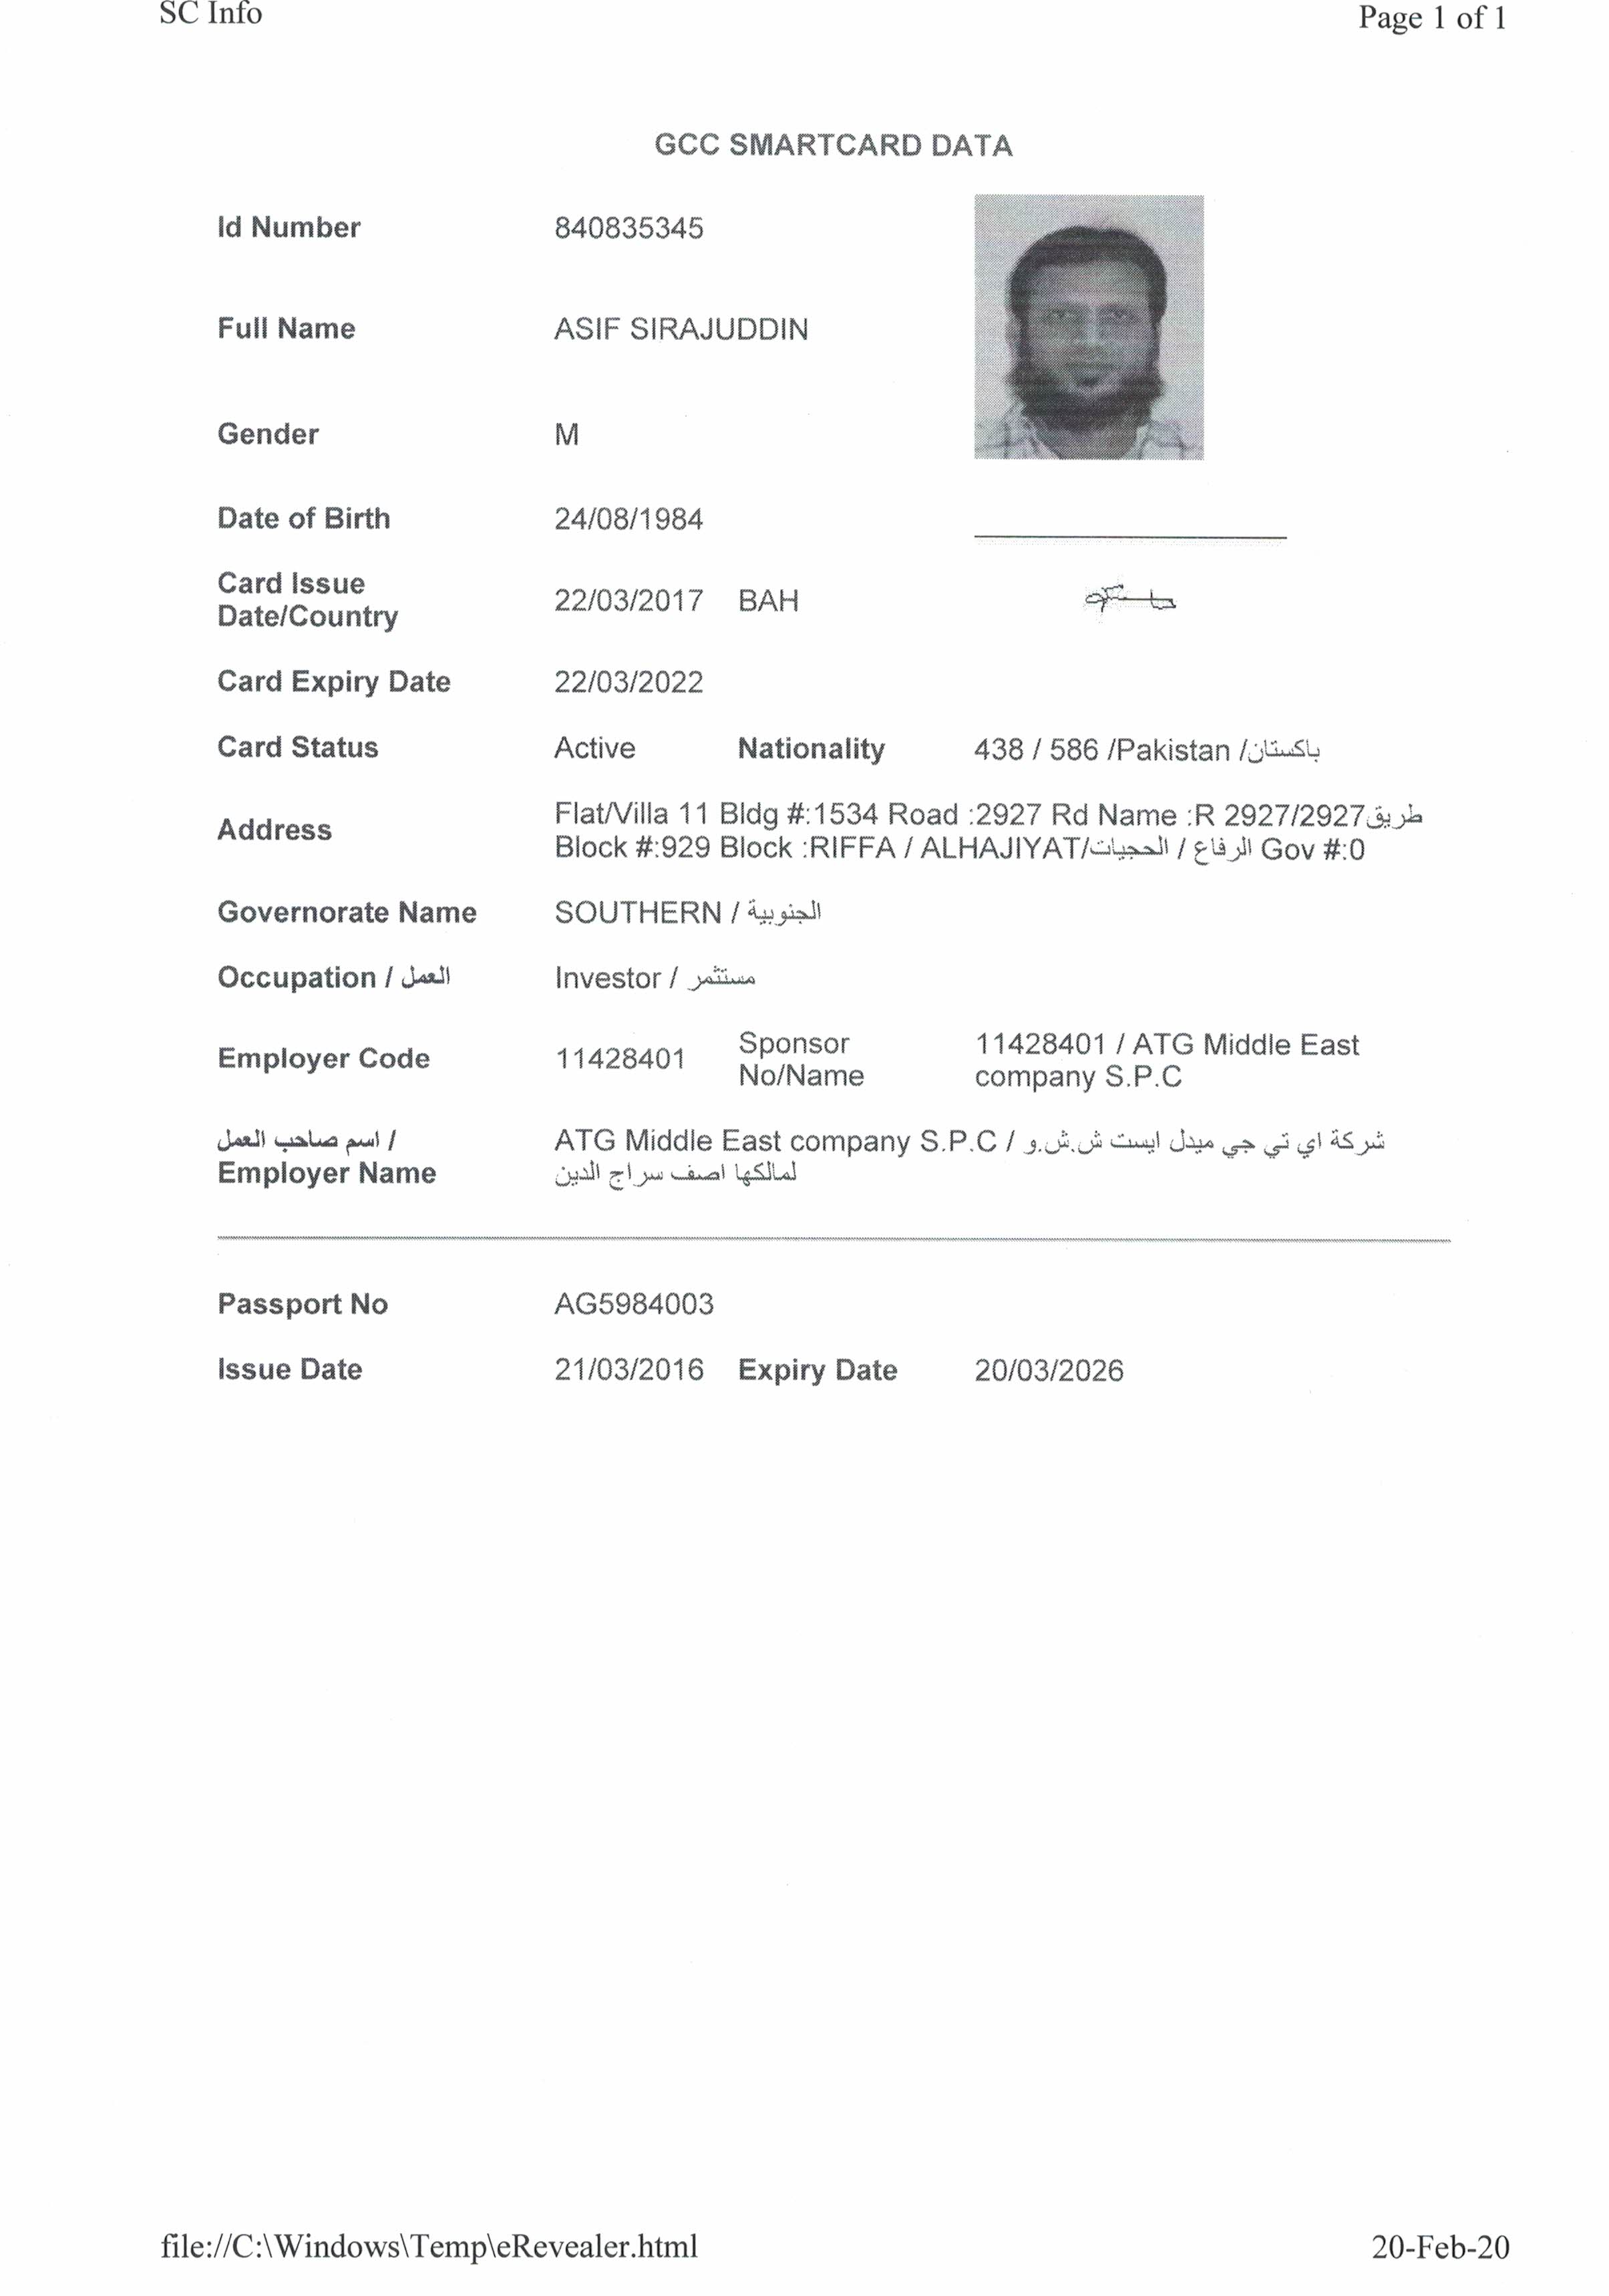 SC Info
Page 1 of 1
GCC SMARTCARD DATA
Id Number 840835345
Full Name ASIF SIRAJUDDIN
Gender M
Date of Birth 24/08/1984
Card Issue
Date/Country 22/03/2017 BAH
Card Expiry Date 22/03/2022
Card Status Active Nationality 438 / 586 /Pakistan /باكستان
Address Flat/Villa 11 Bldg #:1534 Road :2927 Rd Name :R 2927/2927طريق
Block #:929 Block :RIFFA / ALHAJIYAT/الرفاع / الحجيات Gov #:0
Governorate Name SOUTHERN / الجنوبية
Occupation / العمل Investor / مستثمر
Employer Code 11428401 Sponsor No/Name 11428401 / ATG Middle East
company S.P.C
اسم صاحب العمل /
Employer Name ATG Middle East company S.P.C / شركة اي تي جي ميدل ايست ش.ش.و
لمالكها اصف سراج الدين
Passport No AG5984003
Issue Date 21/03/2016 Expiry Date 20/03/2026
file://C:\Windows\Temp\eRevealer.html
20-Feb-20